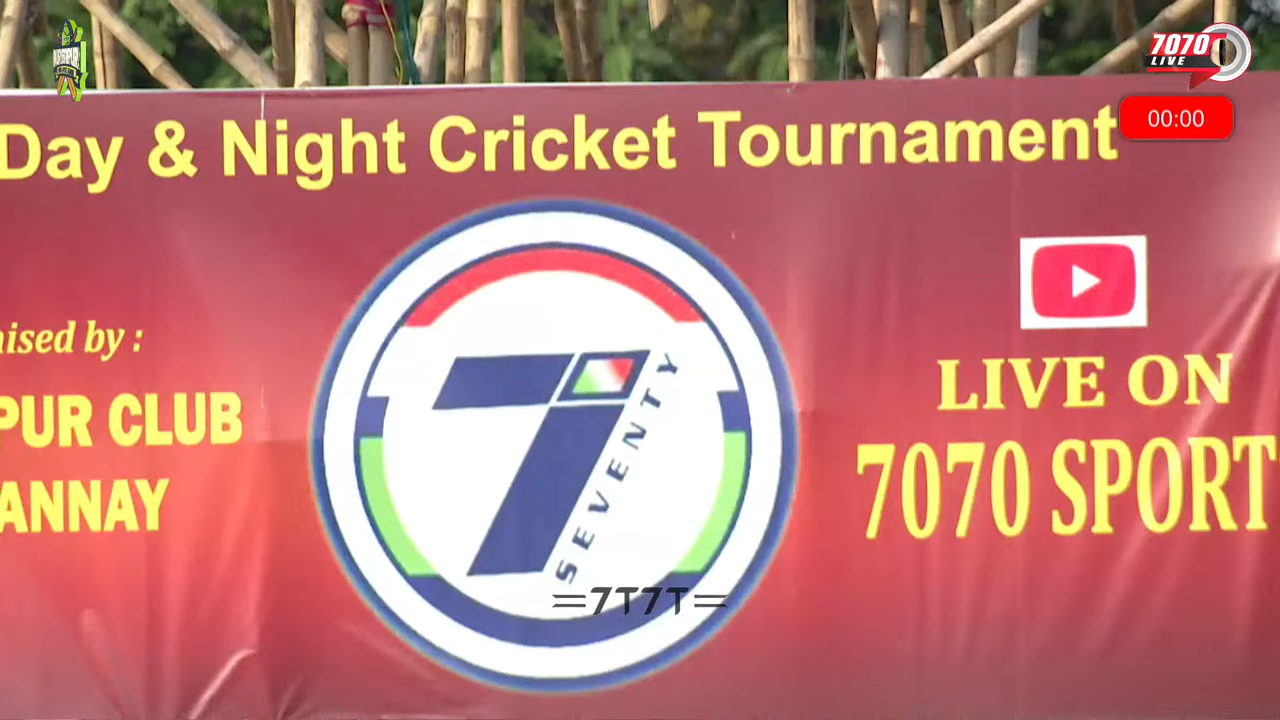 7070
LIVE
00:00
Day & Night Cricket Tournament
nised by :
PUR CLUB
ANNAY
7
SEVENTY
=7T7T=
LIVE ON
7070 SPORT